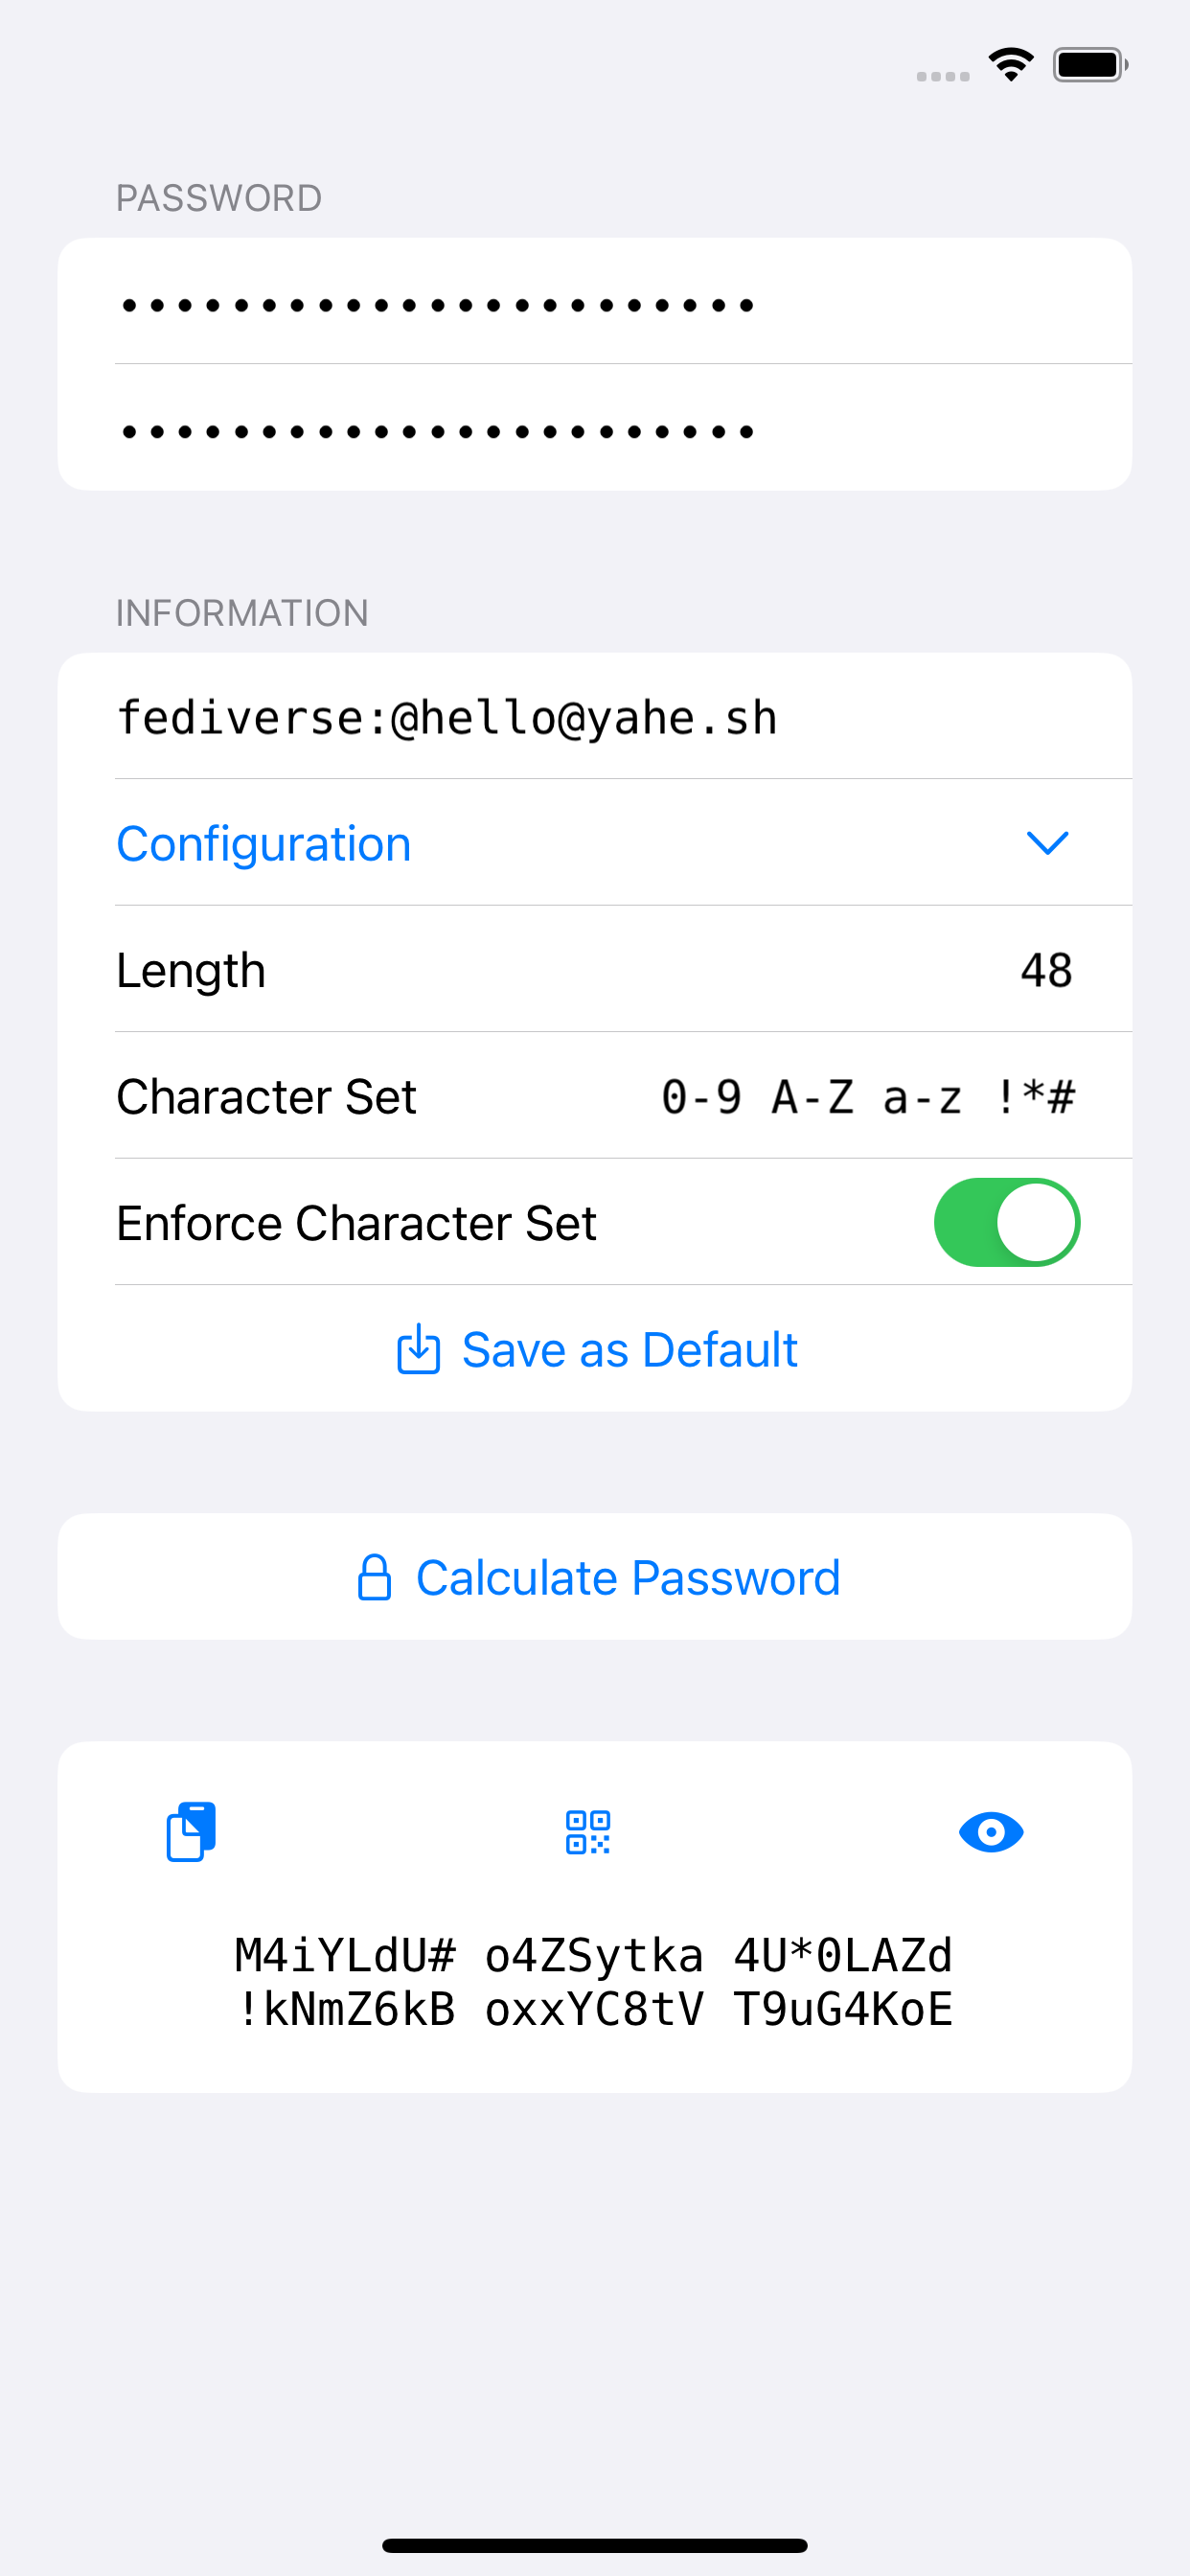 PASSWORD
•••••••••••••••••••••••
•••••••••••••••••••••••
INFORMATION
fediverse:@hello@yahe.sh
Configuration
Length 48
Character Set 0-9 A-Z a-z !*#
Enforce Character Set
Save as Default
Calculate Password
M4iYLdU# o4ZSytka 4U*0LAZd
!kNmZ6kB oxxYC8tV T9uG4KoE